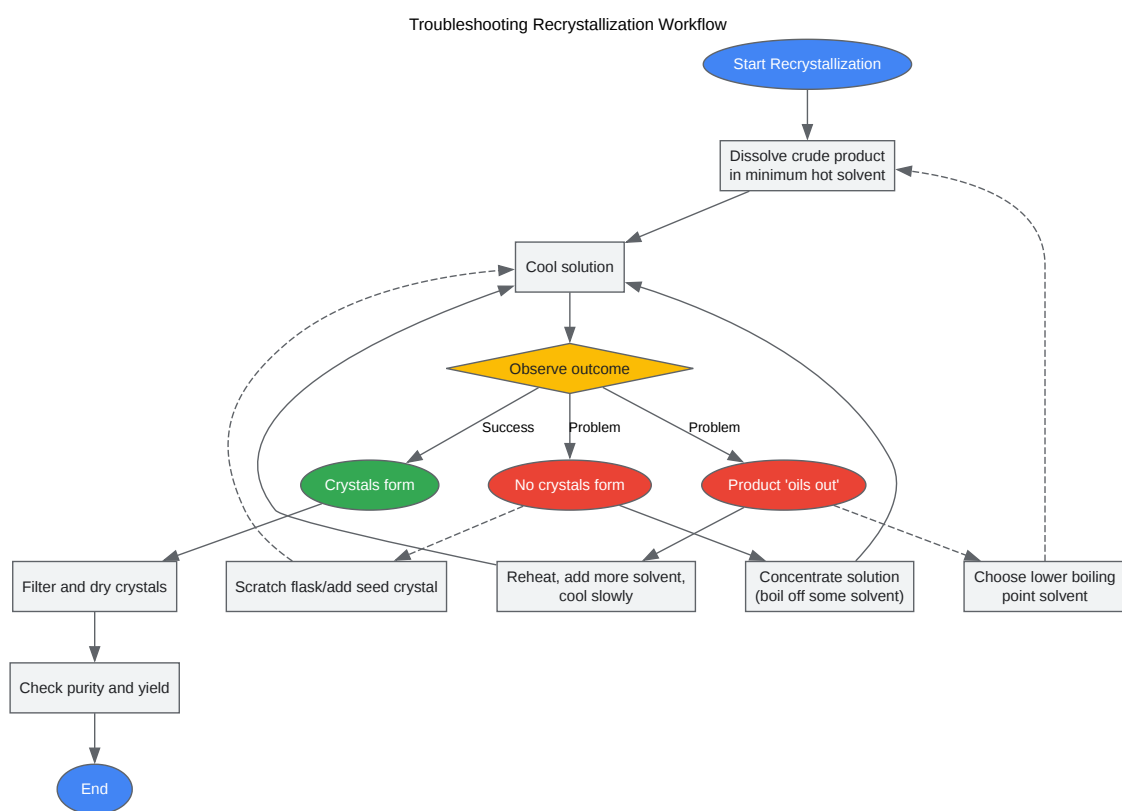 Troubleshooting Recrystallization Workflow
Start Recrystallization
Dissolve crude product
in minimum hot solvent
Cool solution
Observe outcome
Success
Problem
Problem
Crystals form
No crystals form
Product 'oils out'
Filter and dry crystals
Scratch flask/add seed crystal
Reheat, add more solvent,
cool slowly
Concentrate solution
(boil off some solvent)
Choose lower boiling
point solvent
Check purity and yield
End